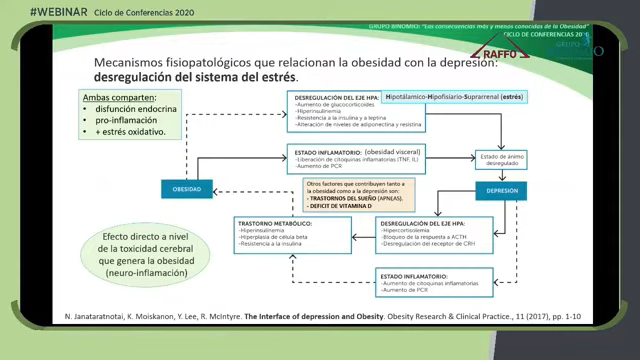 #WEBINAR Ciclo de Conferencias 2020
GRUPO BINOMIO: "Las consersiencias más y menos conocidas de la Obesidad"
CICLO DE CONFERENCIAS 2020
RAFFO
GRUPO
Mecanismos fisiopatológicos que relacionan la obesidad con la depresión:
desregulación del sistema del estrés.
Ambas comparten:
• disfunción endocrina
• pro-inflamación
• + estrés oxidativo.
DESREGULACIÓN DEL EJE HPA: Hipotálamico-Hipofisiario-Suprarrenal (estrés)
-Aumento de glucocorticoides
-Hiperinsulinemia
-Resistencia a la insulina y a leptina
-Alteración de niveles de adiponectina y resistina
ESTADO INFLAMATORIO: (obesidad visceral)
-Liberación de citoquinas inflamatorias (TNF, IL)
-Aumento de PCR
Estado de ánimo
desregulado
OBESIDAD
Otros factores que contribuyen tanto a
la obesidad como a la depresión son:
- TRASTORNOS DEL SUEÑO (APNEAS).
- DEFICIT DE VITAMINA D
DEPRESIÓN
TRASTORNO METABÓLICO:
-Hiperinsulinemia
-Hiperplasia de célula beta
-Resistencia a la insulina
DESREGULACIÓN DEL EJE HPA:
-Hipercortisolemia
-Bloqueo de la respuesta a ACTH
-Desregulación del receptor de CRH
Efecto directo a nivel
de la toxicidad cerebral
que genera la obesidad
(neuro-inflamación)
ESTADO INFLAMATORIO:
-Aumento de citoquinas inflamatorias
-Aumento de PCR
N. Janataratnotai, K. Moiskanon, Y. Lee, R. McIntyre. The Interface of depression and Obesity. Obesity Research & Clinical Practice., 11 (2017), pp. 1-10